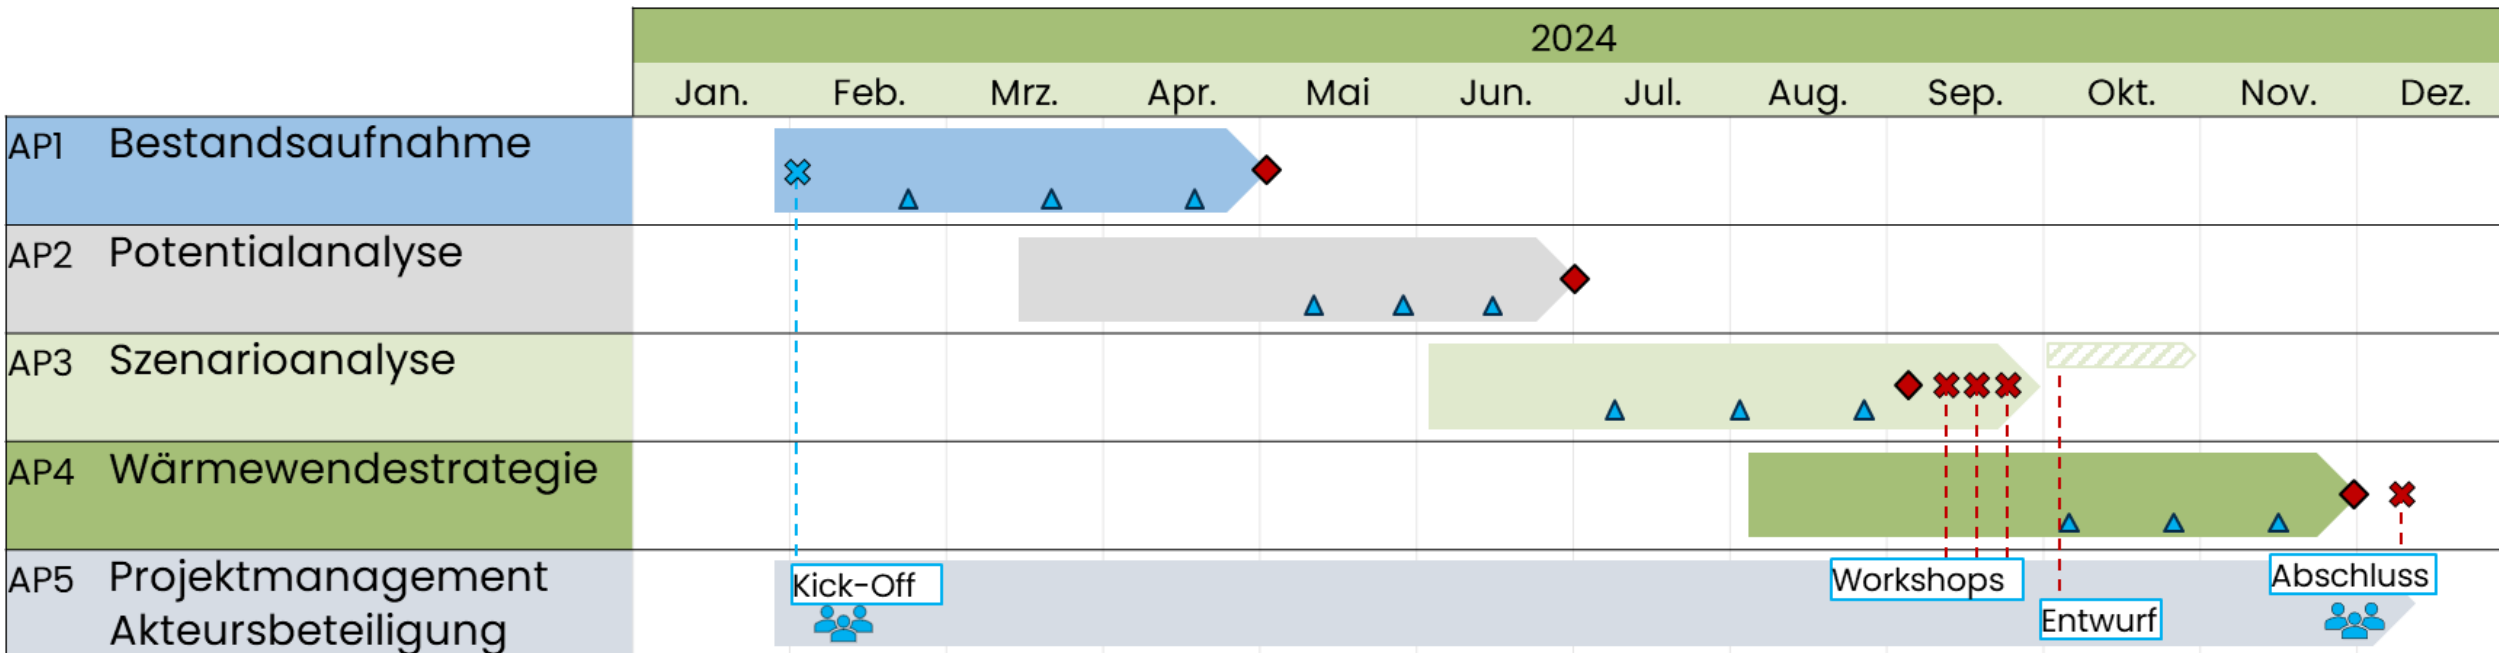 2024
Jan. Feb. Mrz. Apr. Mai Jun. Jul. Aug. Sep. Okt. Nov. Dez.
AP1 Bestandsaufnahme
AP2 Potentialanalyse
AP3 Szenarioanalyse
AP4 Wärmewendestrategie
AP5 Projektmanagement
Akteursbeteiligung
Kick-Off
Workshops
Entwurf
Abschluss